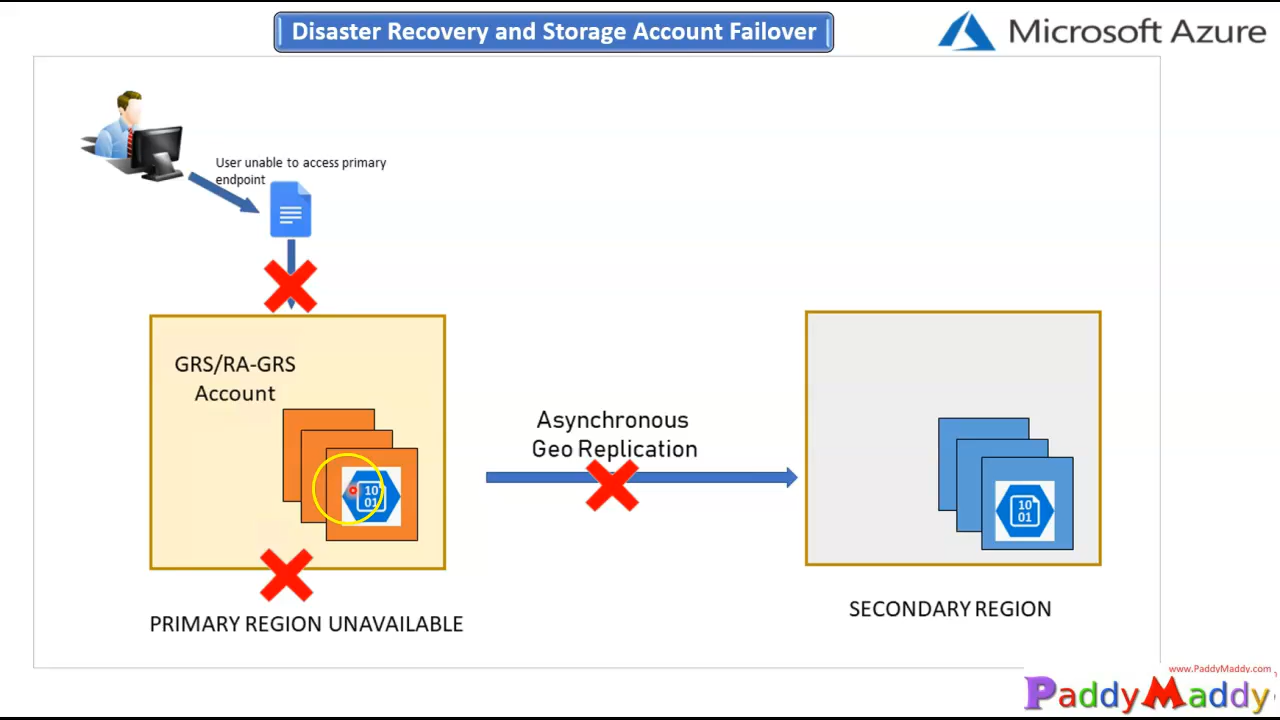 Disaster Recovery and Storage Account Failover
Microsoft Azure
User unable to access primary
endpoint
GRS/RA-GRS
Account
10
01
PRIMARY REGION UNAVAILABLE
Asynchronous
Geo Replication
10
01
SECONDARY REGION
www.PaddyMaddy.com
PaddyMaddy